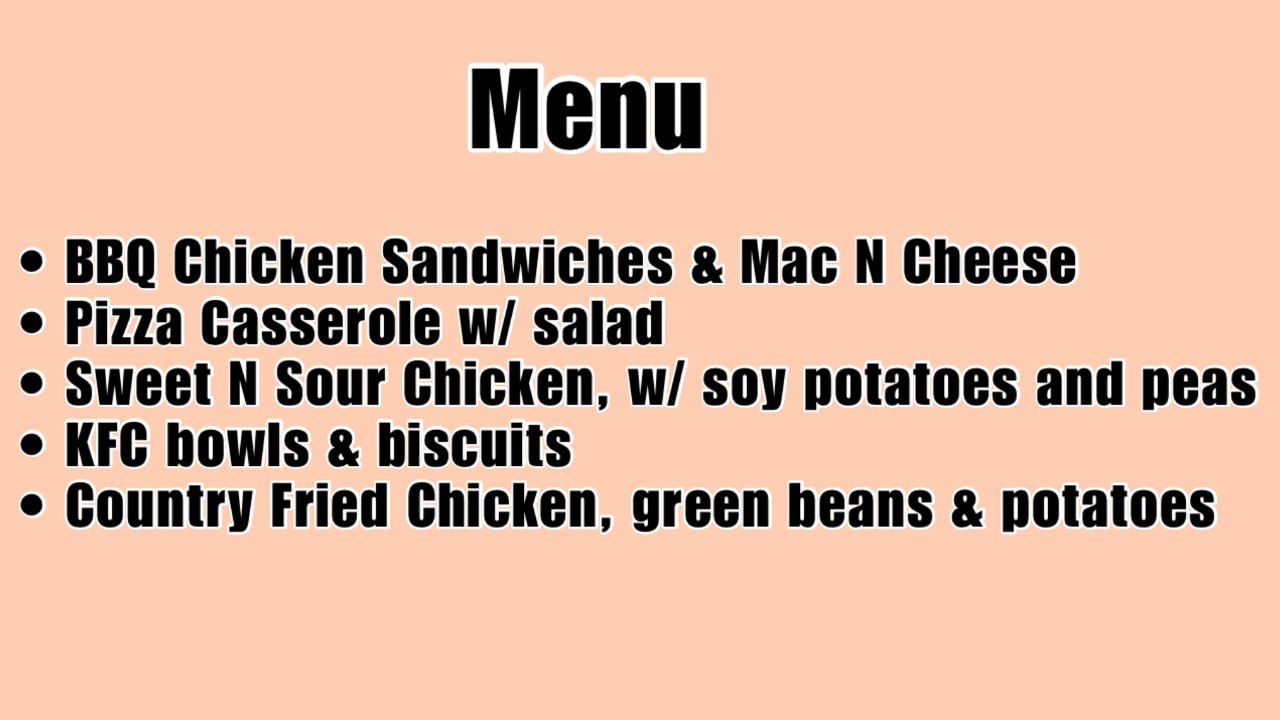 Menu
• BBQ Chicken Sandwiches & Mac N Cheese
• Pizza Casserole w/ salad
• Sweet N Sour Chicken, w/ soy potatoes and peas
• KFC bowls & biscuits
• Country Fried Chicken, green beans & potatoes